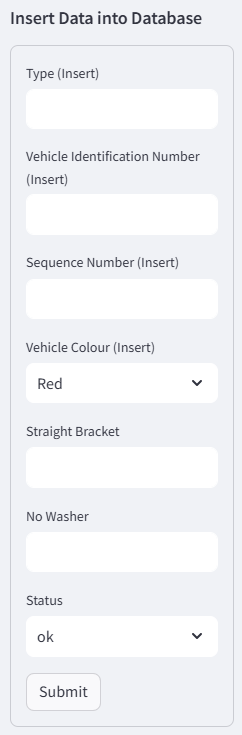 Insert Data into Database
Type (Insert)
Vehicle Identification Number
(Insert)
Sequence Number (Insert)
Vehicle Colour (Insert)
Red
Straight Bracket
No Washer
Status
ok
Submit